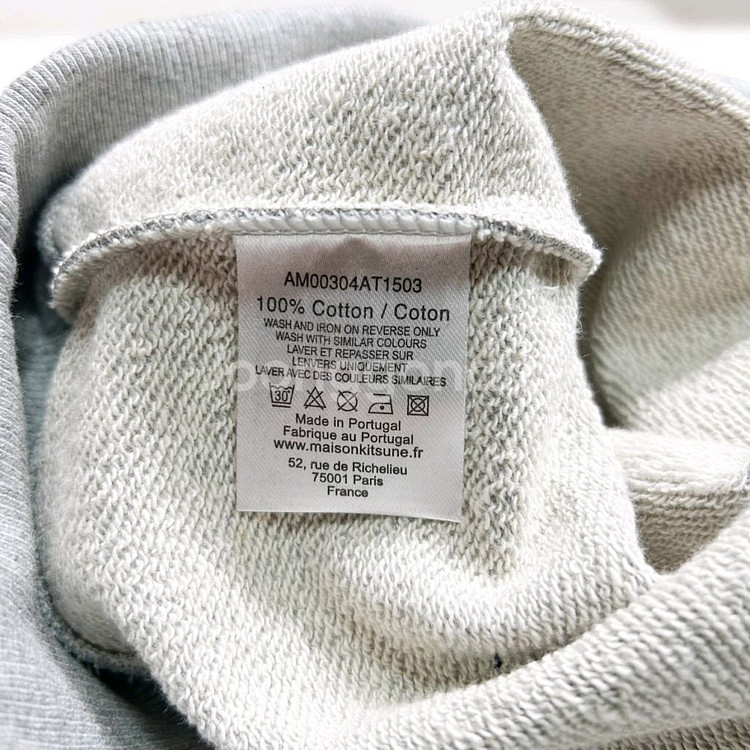 AM00304AT1503
100% Cotton / Coton
WASH AND IRON ON REVERSE ONLY
WASH WITH SIMILAR COLOURS
LAVER ET REPASSER SUR
LENVERS UNIQUEMENT
LAVER AVEC DES COULEURS SIMILAIRES
30
Made in Portugal
Fabrique au Portugal
www.maisonkitsune.fr
52, rue de Richelieu
75001 Paris
France